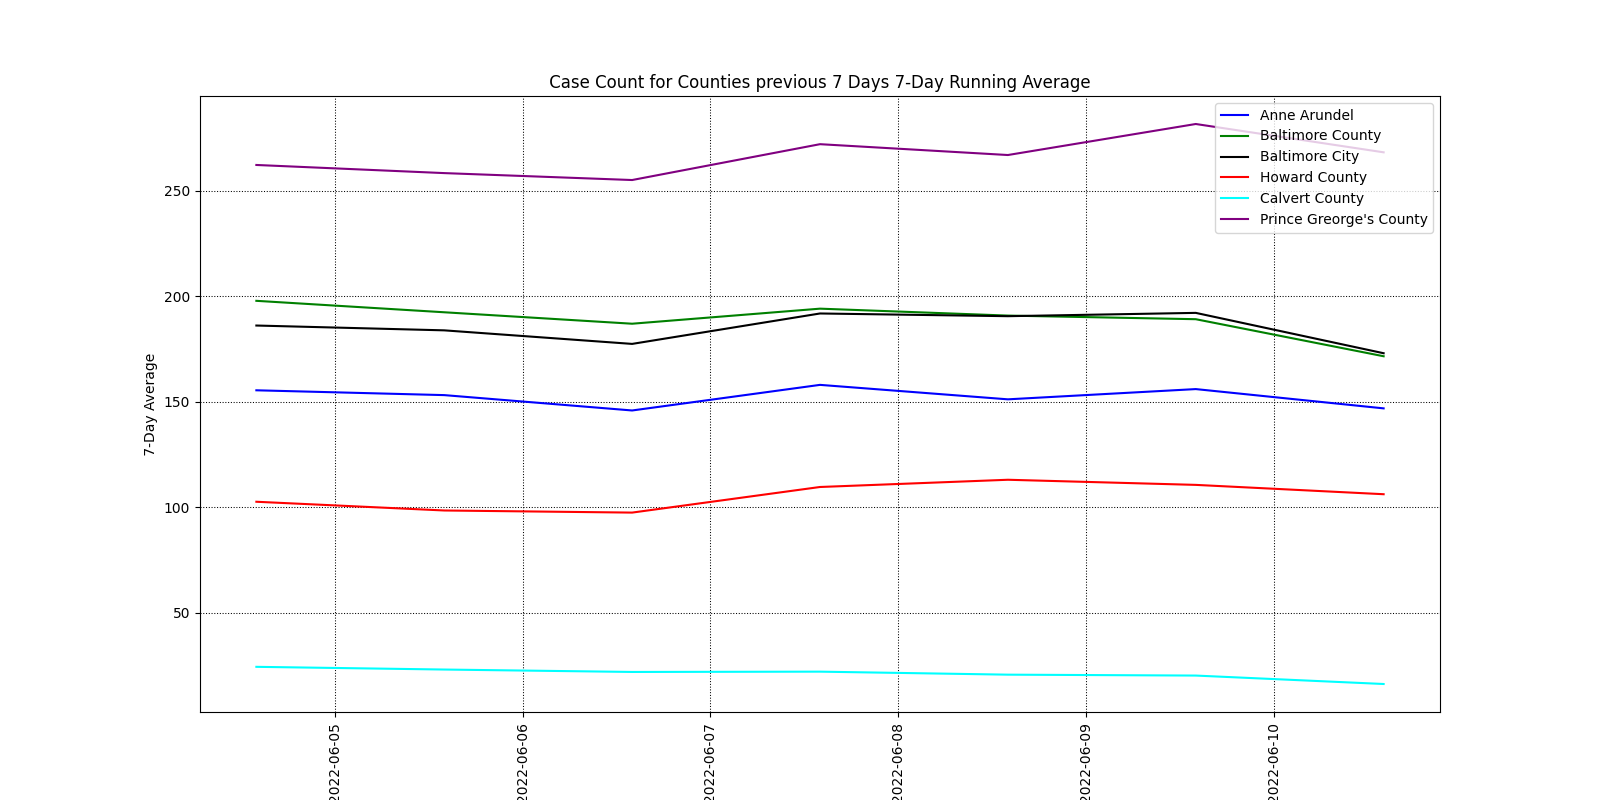 Case Count for Counties previous 7 Days 7-Day Running Average
Anne Arundel
Baltimore County
Baltimore City
Howard County
Calvert County
Prince Greorge's County
7-Day Average
250
200
150
100
50
2022-06-05
2022-06-06
2022-06-07
2022-06-08
2022-06-09
2022-06-10